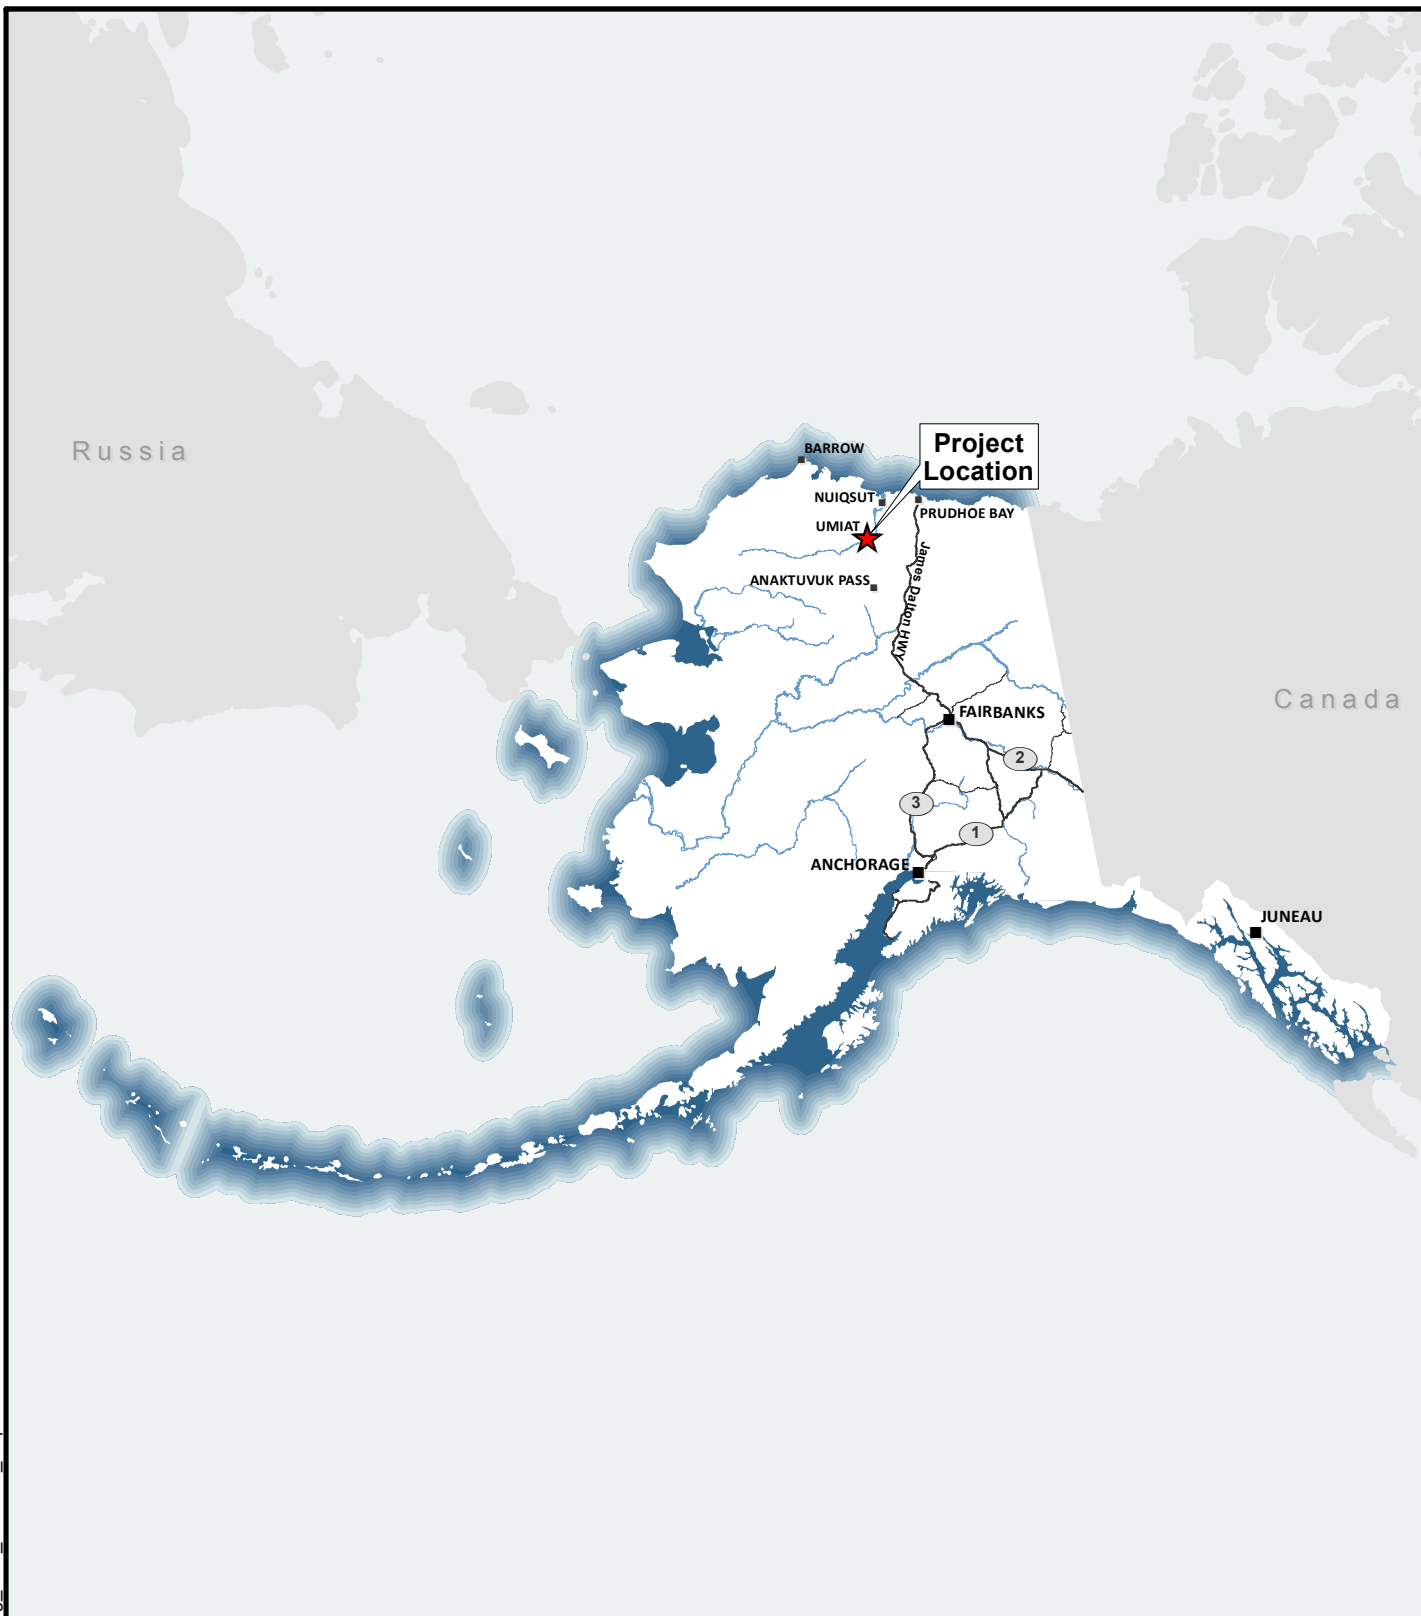 Project
Location
BARROW
Russia
NUIQSUT
PRUDHOE BAY
UMIAT
James Dalton HWY
ANAKTUVUK PASS
Canada
FAIRBANKS
2
3
1
ANCHORAGE
JUNEAU